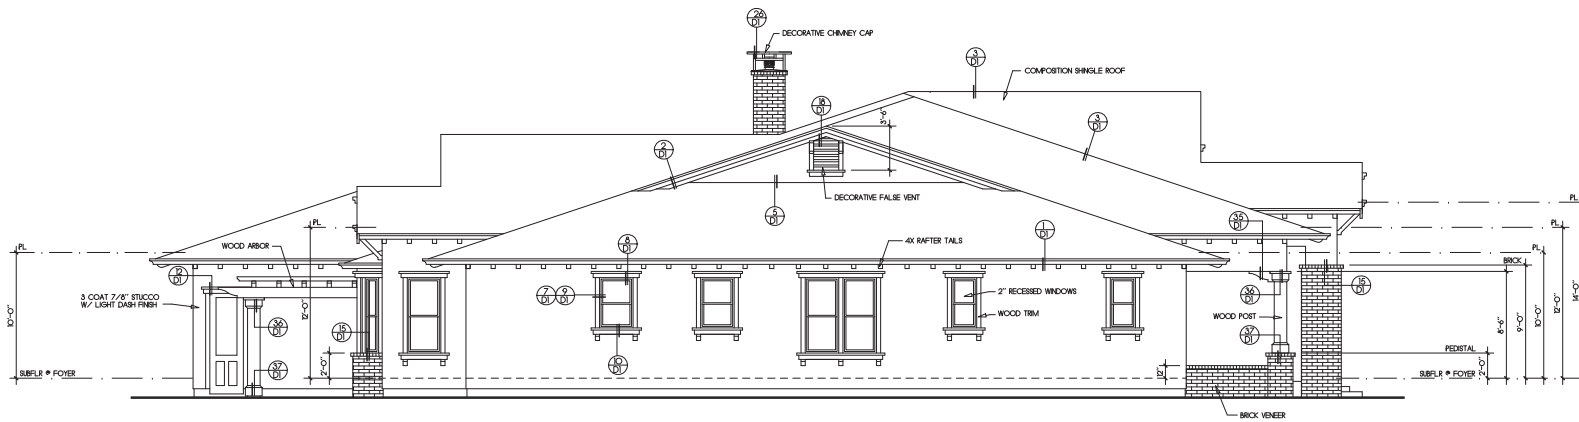 26
D1
DECORATIVE CHIMNEY CAP
3
D1
COMPOSITION SHINGLE ROOF
18
D1
3'-6"
3
D1
2
D1
DECORATIVE FALSE VENT
5
D1
PL.
PL.
35
D1
1
D1
PL.
PL.
WOOD ARBOR
8
D1
4X RAFTER TAILS
PL.
BRICK
12
D1
3 COAT 7/8" STUCCO
W/ LIGHT DASH FINISH
7
D1
9
D1
2" RECESSED WINDOWS
WOOD TRIM
36
D1
15
D1
WOOD POST
10'-0"
12'-0"
36
D1
15
D1
37
D1
8'-6"
9'-0"
10'-0"
12'-0"
14'-0"
PEDISTAL
10
D1
37
D1
2'-0"
12"
2'-0"
SUBFLR @ FOYER
SUBFLR @ FOYER
BRICK VENEER